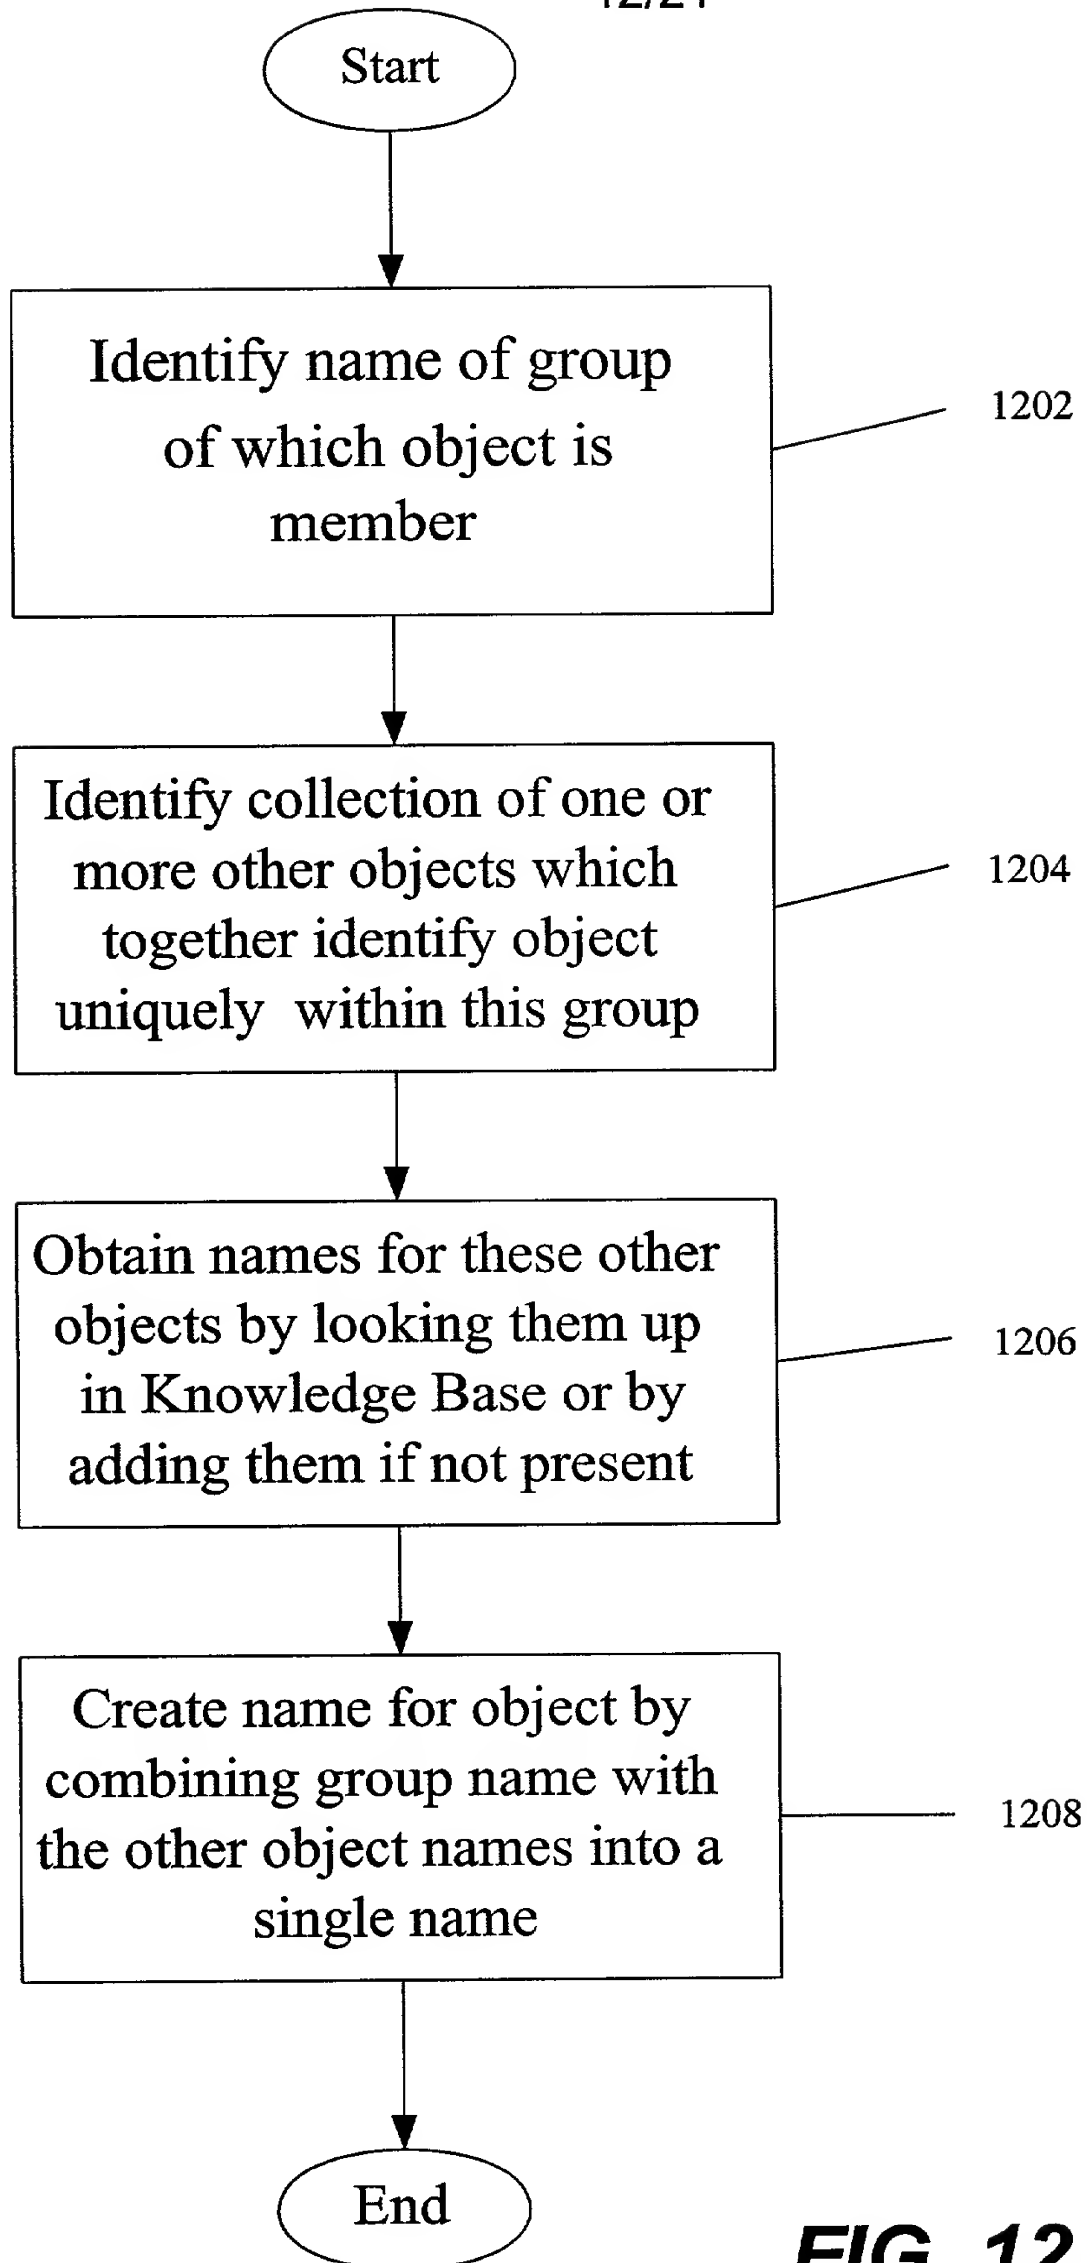 Start
Identify name of group
of which object is
member
1202
Identify collection of one or
more other objects which
together identify object
uniquely within this group
1204
Obtain names for these other
objects by looking them up
in Knowledge Base or by
adding them if not present
1206
Create name for object by
combining group name with
the other object names into a
single name
1208
End
FIG. 12